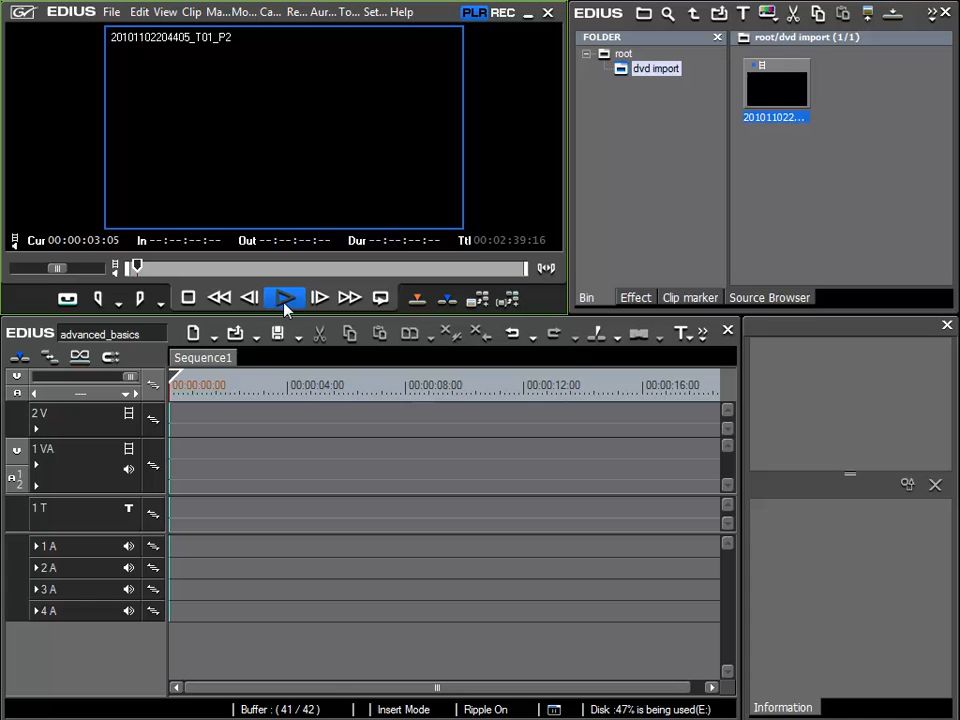 EDIUS File Edit View Clip Ma...Mo... Ca... Re... Aur... To... Set... Help PLR REC
20101102204405_T01_P2
Cur 00:00:03:05 In --:--:--:-- Out --:--:--:-- Dur --:--:--:-- Ttl 00:02:39:16
EDIUS
FOLDER
root
dvd import
root/dvd import (1/1)
201011022...
Bin Effect Clip marker Source Browser
EDIUS advanced_basics
Sequence1
00:00:00:00 00:00:04:00 00:00:08:00 00:00:12:00 00:00:16:00
2 V
1 VA
A 1 2
1 T T
1 A
2 A
3 A
4 A
Information
Buffer : ( 41 / 42 ) Insert Mode Ripple On Disk :47% is being used(E:)